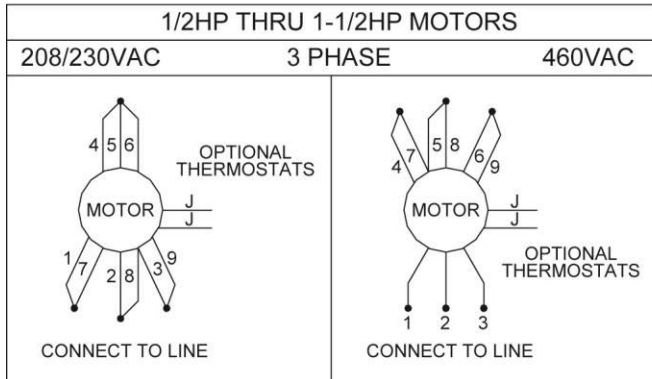 1/2HP THRU 1-1/2HP MOTORS
208/230VAC 3 PHASE 460VAC
4 5 6
OPTIONAL
THERMOSTATS
MOTOR
J
J
1 7 2 8 3 9
CONNECT TO LINE
4 7 5 8 6 9
MOTOR
J
J
OPTIONAL
THERMOSTATS
1 2 3
CONNECT TO LINE